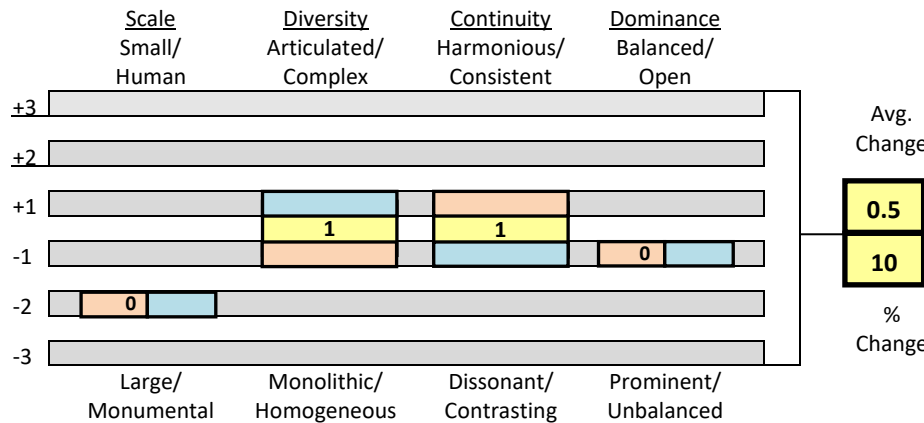 Scale Diversity Continuity Dominance
Small/ Articulated/ Harmonious/ Balanced/
Human Complex Consistent Open
+3
Avg.
Change
+2
+1
0.5
1 1
-1
0
10
-2
0
%
Change
-3
Large/ Monolithic/ Dissonant/ Prominent/
Monumental Homogeneous Contrasting Unbalanced